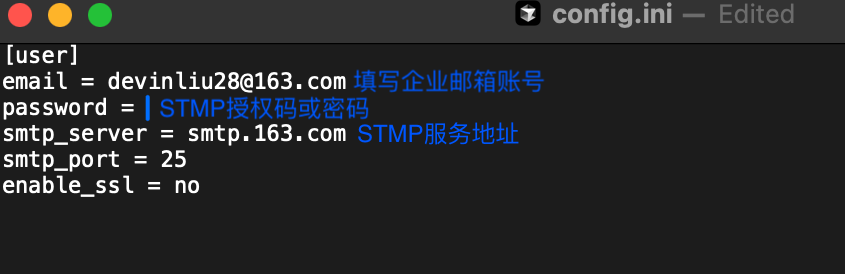 config.ini — Edited
[user]
email = devinliu28@163.com 填写企业邮箱账号
password = STMP授权码或密码
smtp_server = smtp.163.com STMP服务地址
smtp_port = 25
enable_ssl = no